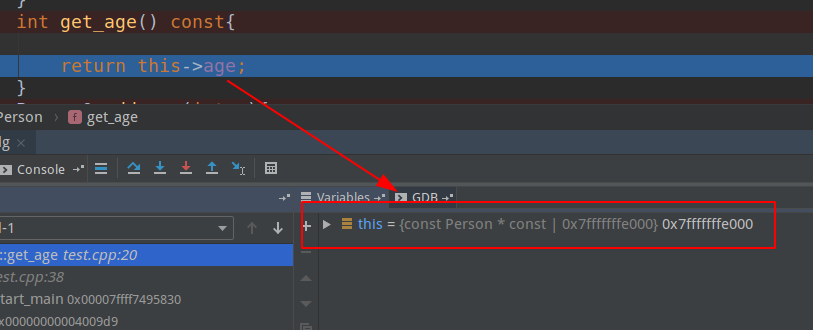 }
int get_age() const{
return this->age;
}
Person
f get_age
lg ×
Console
Variables
GDB
l-1
this = {const Person * const | 0x7fffffffe000} 0x7fffffffe000
::get_age test.cpp:20
est.cpp:38
tart_main 0x00007ffff7495830
x00000000004009d9